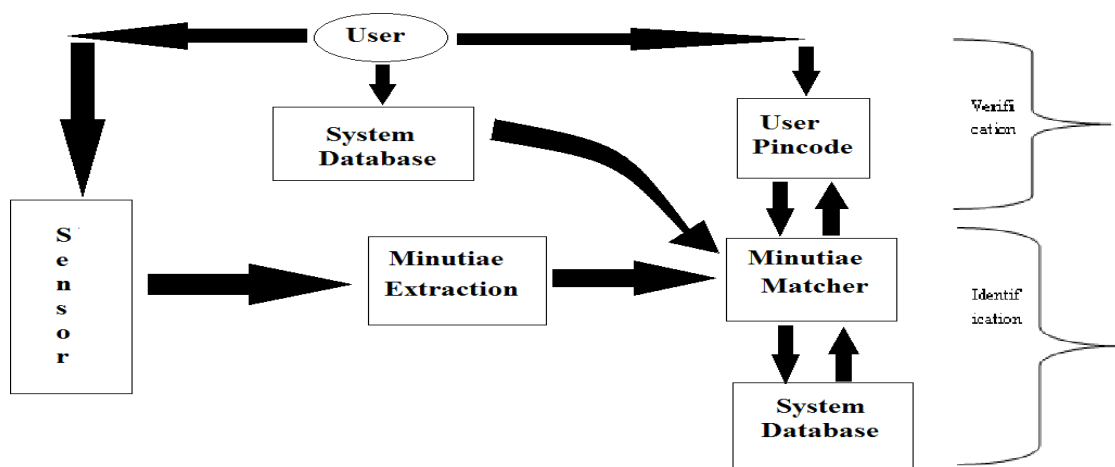 User
System
Database
User
Pincode
Verifi
cation
S
e
n
s
o
r
Minutiae
Extraction
Minutiae
Matcher
Identif
ication
System
Database